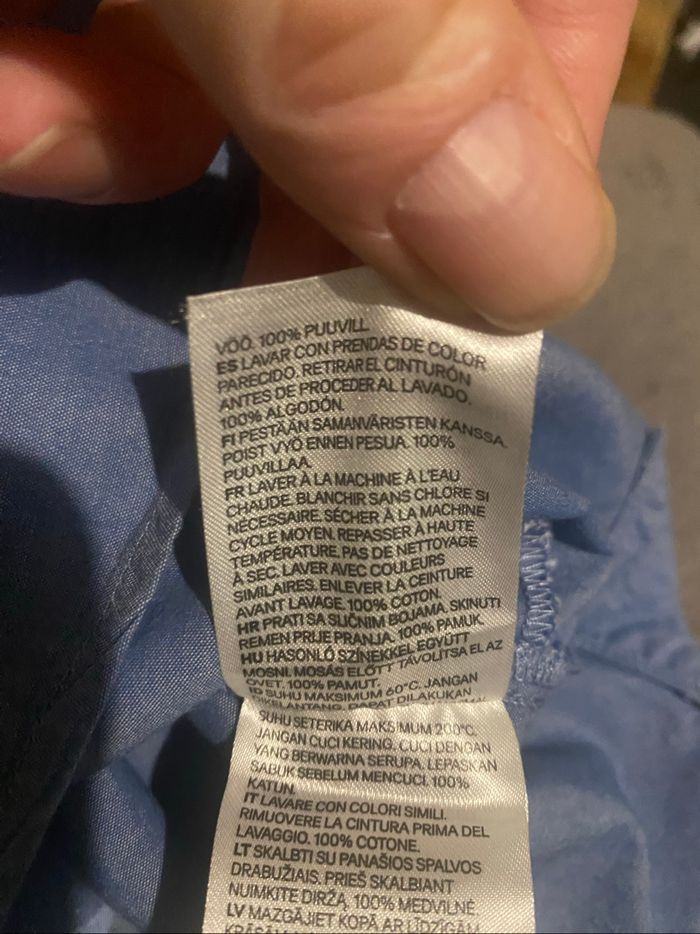 VÖÖ. 100% PUUVILL
ES LAVAR CON PRENDAS DE COLOR
PARECIDO. RETIRAR EL CINTURÓN
ANTES DE PROCEDER AL LAVADO.
100% ALGODÓN.
FI PESTÄÄN SAMANVÄRISTEN KANSSA.
POIST VYÖ ENNEN PESUA. 100%
PUUVILLAA.
FR LAVER À LA MACHINE À L'EAU
CHAUDE. BLANCHIR SANS CHLORE SI
NÉCESSAIRE. SÉCHER À LA MACHINE
CYCLE MOYEN. REPASSER À HAUTE
TEMPÉRATURE. PAS DE NETTOYAGE
À SEC. LAVER AVEC COULEURS
SIMILAIRES. ENLEVER LA CEINTURE
AVANT LAVAGE. 100% COTON.
HR PRATI SA SLIČNIM BOJAMA. SKINUTI
REMEN PRIJE PRANJA. 100% PAMUK.
HU HASONLÓ SZÍNEKKEL EGYÜTT
MOSNI. MOSÁS ELŐTT TÁVOLÍTSA EL AZ
ÖVET. 100% PAMUT.
ID SUHU MAKSIMUM 60°C. JANGAN
DIKELANTANG. DAPAT DILAKUKAN
SUHU SETERIKA MAKSIMUM 200°C.
JANGAN CUCI KERING. CUCI DENGAN
YANG BERWARNA SERUPA. LEPASKAN
SABUK SEBELUM MENCUCI. 100%
KATUN.
IT LAVARE CON COLORI SIMILI.
RIMUOVERE LA CINTURA PRIMA DEL
LAVAGGIO. 100% COTONE.
LT SKALBTI SU PANAŠIOS SPALVOS
DRABUŽIAIS. PRIEŠ SKALBIANT
NUIMKITE DIRŽĄ. 100% MEDVILNĖ.
LV MAZGĀJIET KOPĀ AR LĪDZĪGĀM